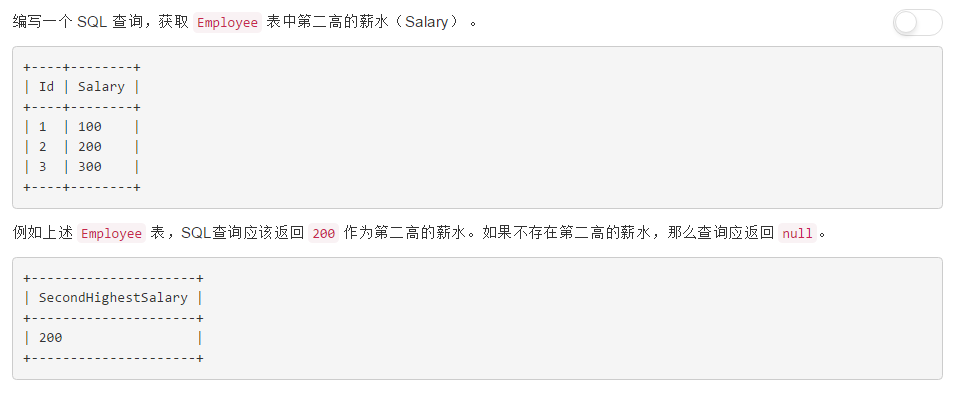 编写一个 SQL 查询，获取 Employee 表中第二高的薪水（Salary） 。
+----+--------+
| Id | Salary |
+----+--------+
| 1  | 100    |
| 2  | 200    |
| 3  | 300    |
+----+--------+
例如上述 Employee 表，SQL查询应该返回 200 作为第二高的薪水。如果不存在第二高的薪水，那么查询应返回 null。
+---------------------+
| SecondHighestSalary |
+---------------------+
| 200                 |
+---------------------+